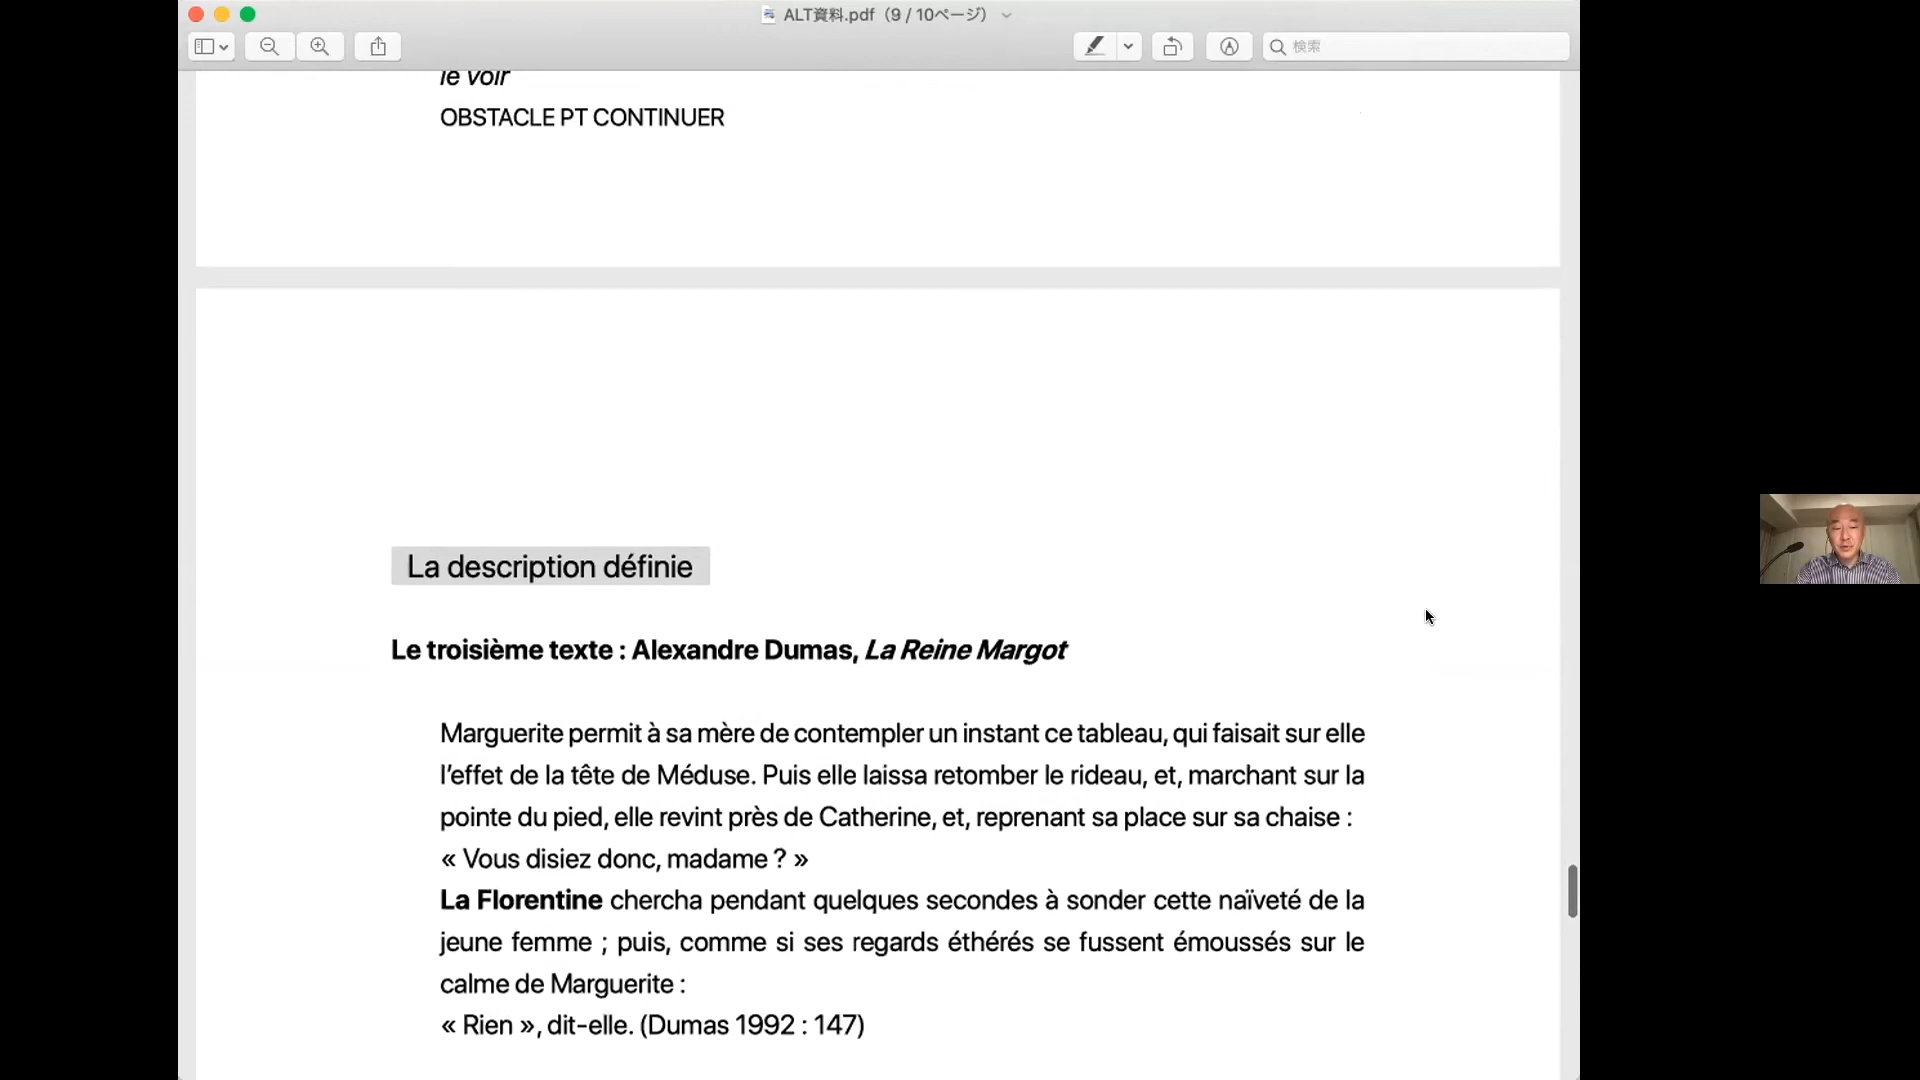 ALT資料.pdf（9 / 10ページ）
検索
le voir
OBSTACLE PT CONTINUER
La description définie
Le troisième texte : Alexandre Dumas, La Reine Margot
Marguerite permit à sa mère de contempler un instant ce tableau, qui faisait sur elle
l’effet de la tête de Méduse. Puis elle laissa retomber le rideau, et, marchant sur la
pointe du pied, elle revint près de Catherine, et, reprenant sa place sur sa chaise :
« Vous disiez donc, madame ? »
La Florentine chercha pendant quelques secondes à sonder cette naïveté de la
jeune femme ; puis, comme si ses regards éthérés se fussent émoussés sur le
calme de Marguerite :
« Rien », dit-elle. (Dumas 1992 : 147)